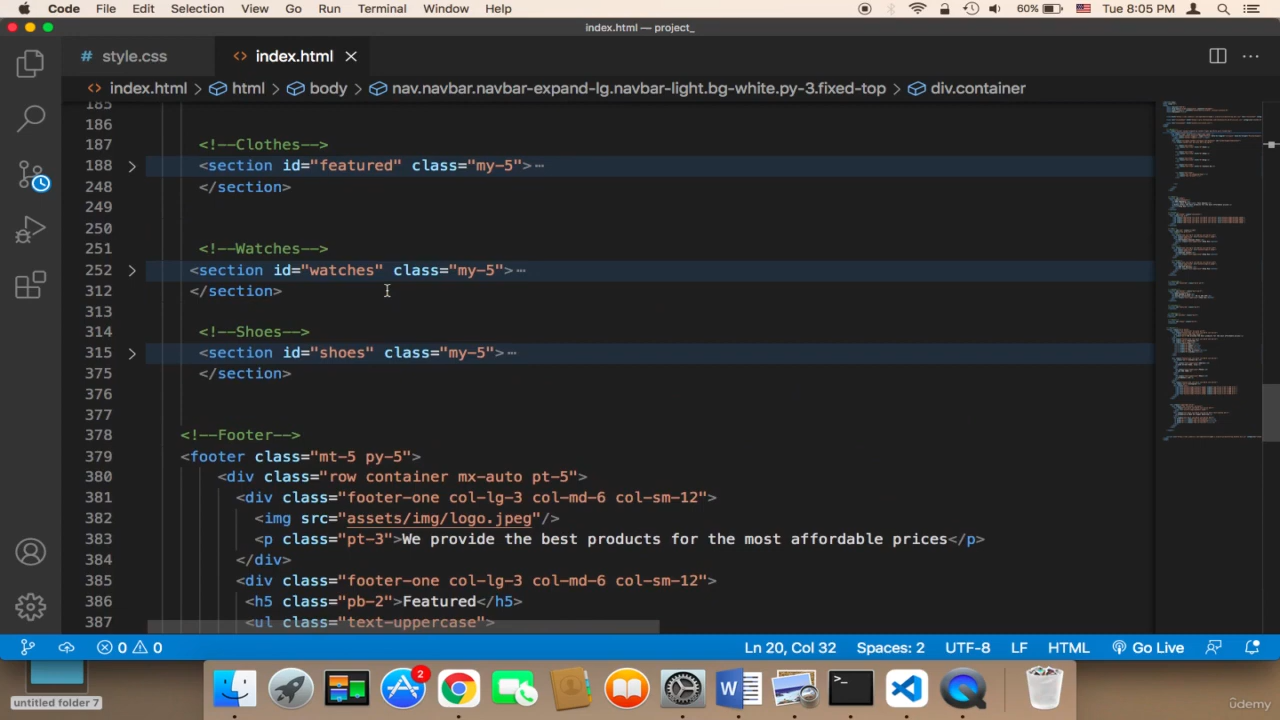 Code File Edit Selection View Go Run Terminal Window Help 60% Tue 8:05 PM
index.html — project_
# style.css <> index.html
<> index.html > html > body > nav.navbar.navbar-expand-lg.navbar-light.bg-white.py-3.fixed-top > div.container
185
186
187 <!--Clothes-->
188 <section id="featured" class="my-5">⋯
248 </section>
249
250
251 <!--Watches-->
252 <section id="watches" class="my-5">⋯
312 </section>
313
314 <!--Shoes-->
315 <section id="shoes" class="my-5">⋯
375 </section>
376
377
378 <!--Footer-->
379 <footer class="mt-5 py-5">
380 <div class="row container mx-auto pt-5">
381 <div class="footer-one col-lg-3 col-md-6 col-sm-12">
382 <img src="assets/img/logo.jpeg"/>
383 <p class="pt-3">We provide the best products for the most affordable prices</p>
384 </div>
385 <div class="footer-one col-lg-3 col-md-6 col-sm-12">
386 <h5 class="pb-2">Featured</h5>
387 <ul class="text-uppercase">
0 0 Ln 20, Col 32 Spaces: 2 UTF-8 LF HTML Go Live
2
untitled folder 7
ûdemy